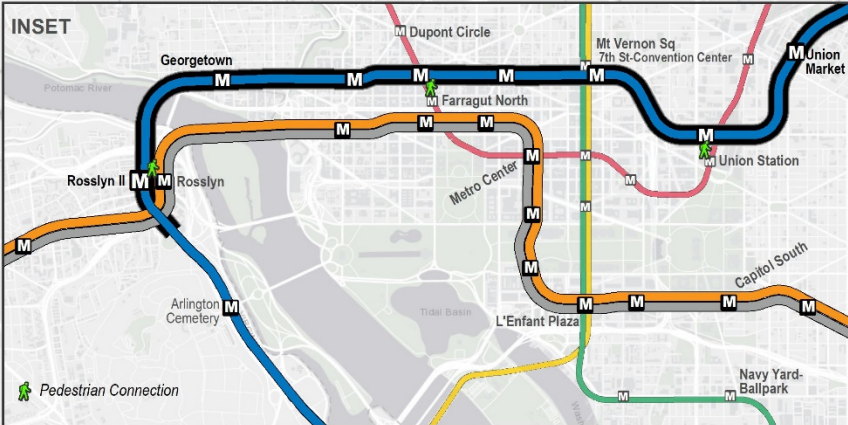 INSET
Dupont Circle
Georgetown
Mt Vernon Sq
7th St-Convention Center
Union
Market
Potomac River
M
M
M
M
M
M
M
M
M
Farragut North
M
M
M
M
M
Union Station
Metro Center
M
M
M
Rosslyn II
M
M
Rosslyn
M
M
M
M
M
Capitol South
Arlington
Cemetery
M
Tidal Basin
L'Enfant Plaza
M
M
M
M
Navy Yard-
Ballpark
M
M
Pedestrian Connection